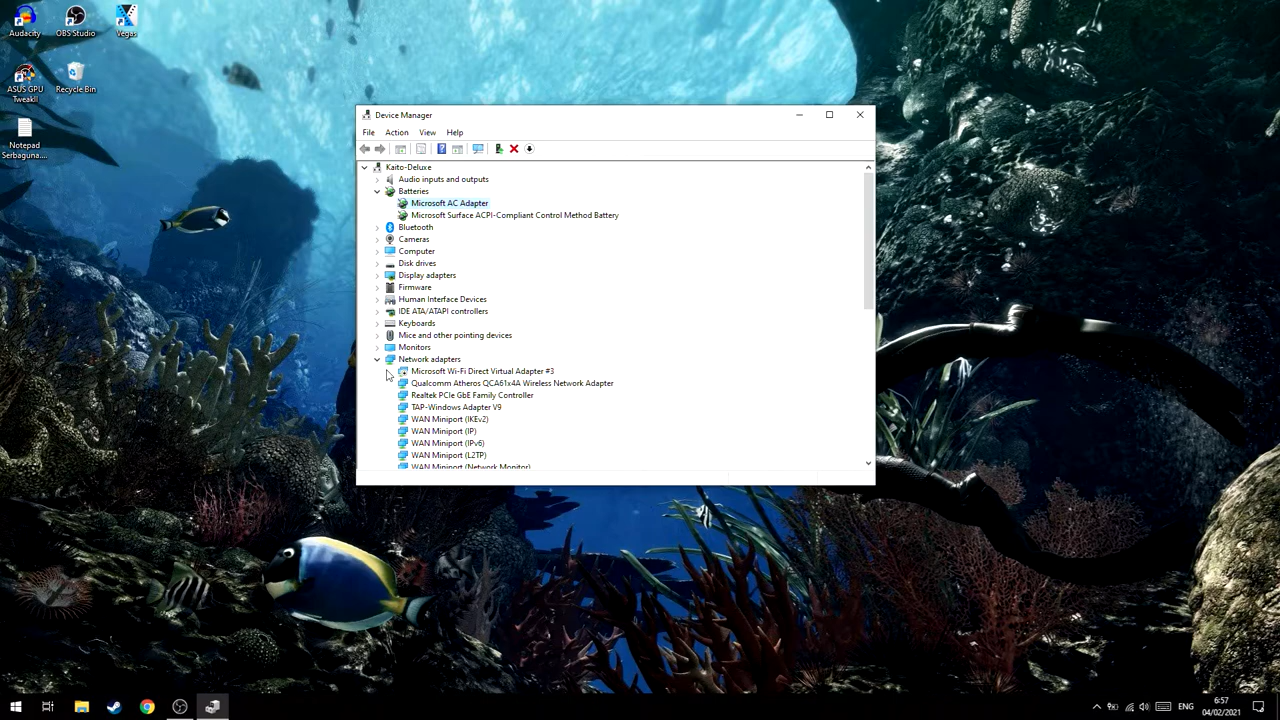 Audacity
OBS Studio
Vegas
ASUS GPU
TweakII
Recycle Bin
Notepad
Serbaguna....
Device Manager
File Action View Help
Kaito-Deluxe
Audio inputs and outputs
Batteries
Microsoft AC Adapter
Microsoft Surface ACPI-Compliant Control Method Battery
Bluetooth
Cameras
Computer
Disk drives
Display adapters
Firmware
Human Interface Devices
IDE ATA/ATAPI controllers
Keyboards
Mice and other pointing devices
Monitors
Network adapters
Microsoft Wi-Fi Direct Virtual Adapter #3
Qualcomm Atheros QCA61x4A Wireless Network Adapter
Realtek PCIe GbE Family Controller
TAP-Windows Adapter V9
WAN Miniport (IKEv2)
WAN Miniport (IP)
WAN Miniport (IPv6)
WAN Miniport (L2TP)
WAN Miniport (Network Monitor)
ENG
6:57
04/02/2021